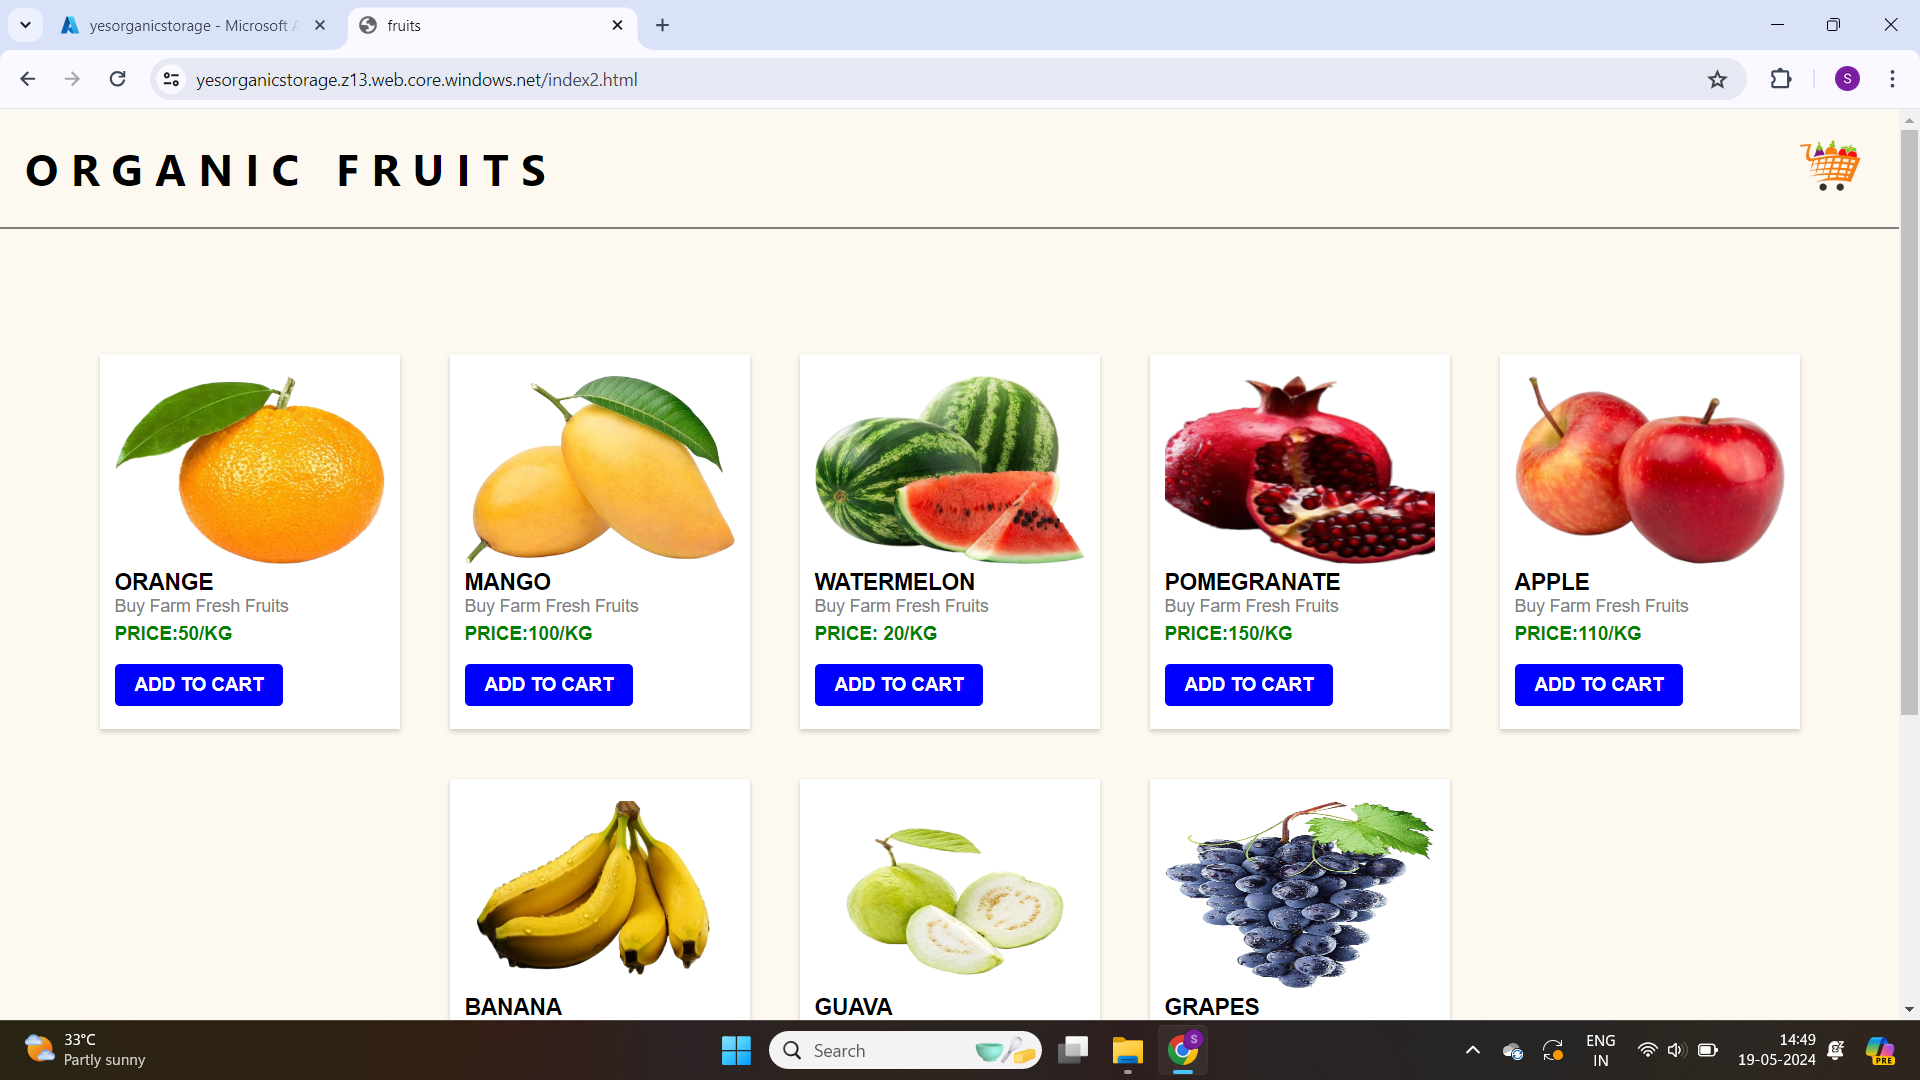 yesorganicstorage - Microsoft A
fruits
yesorganicstorage.z13.web.core.windows.net/index2.html
S
ORGANIC FRUITS
ORANGE
Buy Farm Fresh Fruits
PRICE:50/KG
ADD TO CART
MANGO
Buy Farm Fresh Fruits
PRICE:100/KG
ADD TO CART
WATERMELON
Buy Farm Fresh Fruits
PRICE: 20/KG
ADD TO CART
POMEGRANATE
Buy Farm Fresh Fruits
PRICE:150/KG
ADD TO CART
APPLE
Buy Farm Fresh Fruits
PRICE:110/KG
ADD TO CART
BANANA
GUAVA
GRAPES
33°C
Partly sunny
Search
S
ENG
IN
14:49
19-05-2024
PRE